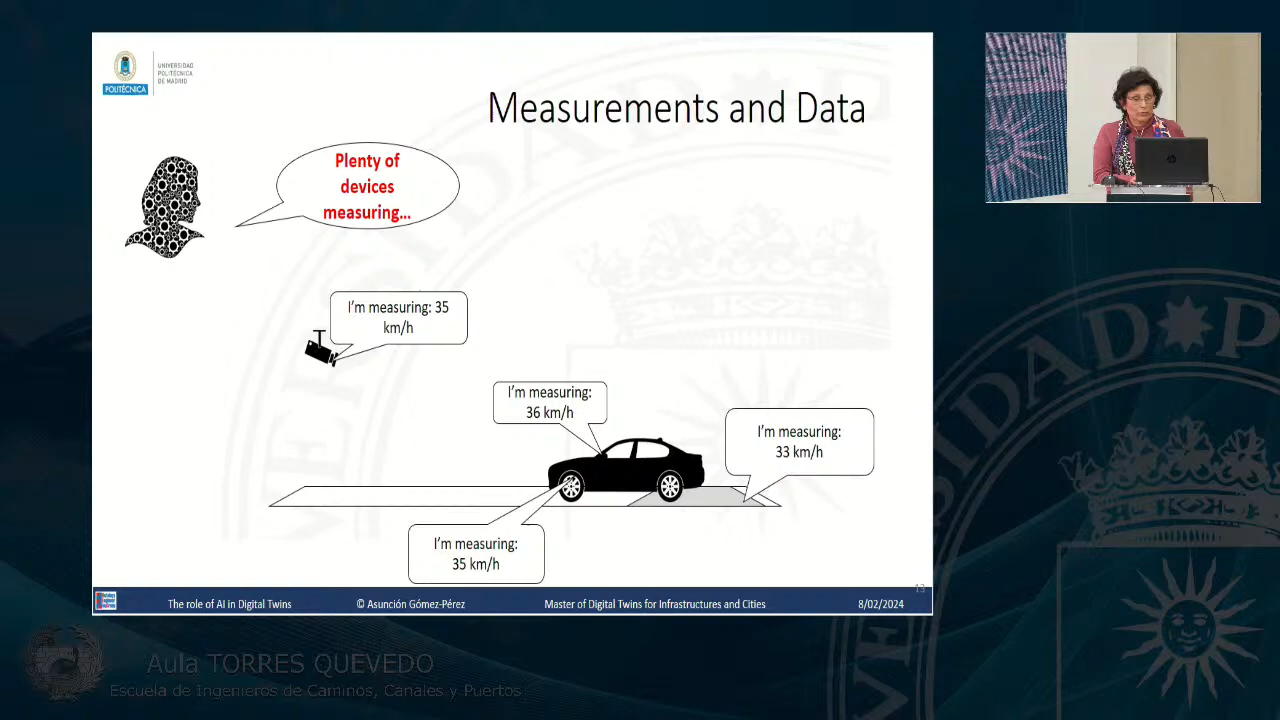 UNIVERSIDAD
POLITÉCNICA
DE MADRID
POLITÉCNICA
Measurements and Data
Plenty of
devices
measuring...
I'm measuring: 35
km/h
I'm measuring:
36 km/h
I'm measuring:
33 km/h
I'm measuring:
35 km/h
13
The role of AI in Digital Twins
© Asunción Gómez-Pérez
Master of Digital Twins for Infrastructures and Cities
8/02/2024
Aula TORRES QUEVEDO
Escuela de Ingenieros de Caminos, Canales y Puertos